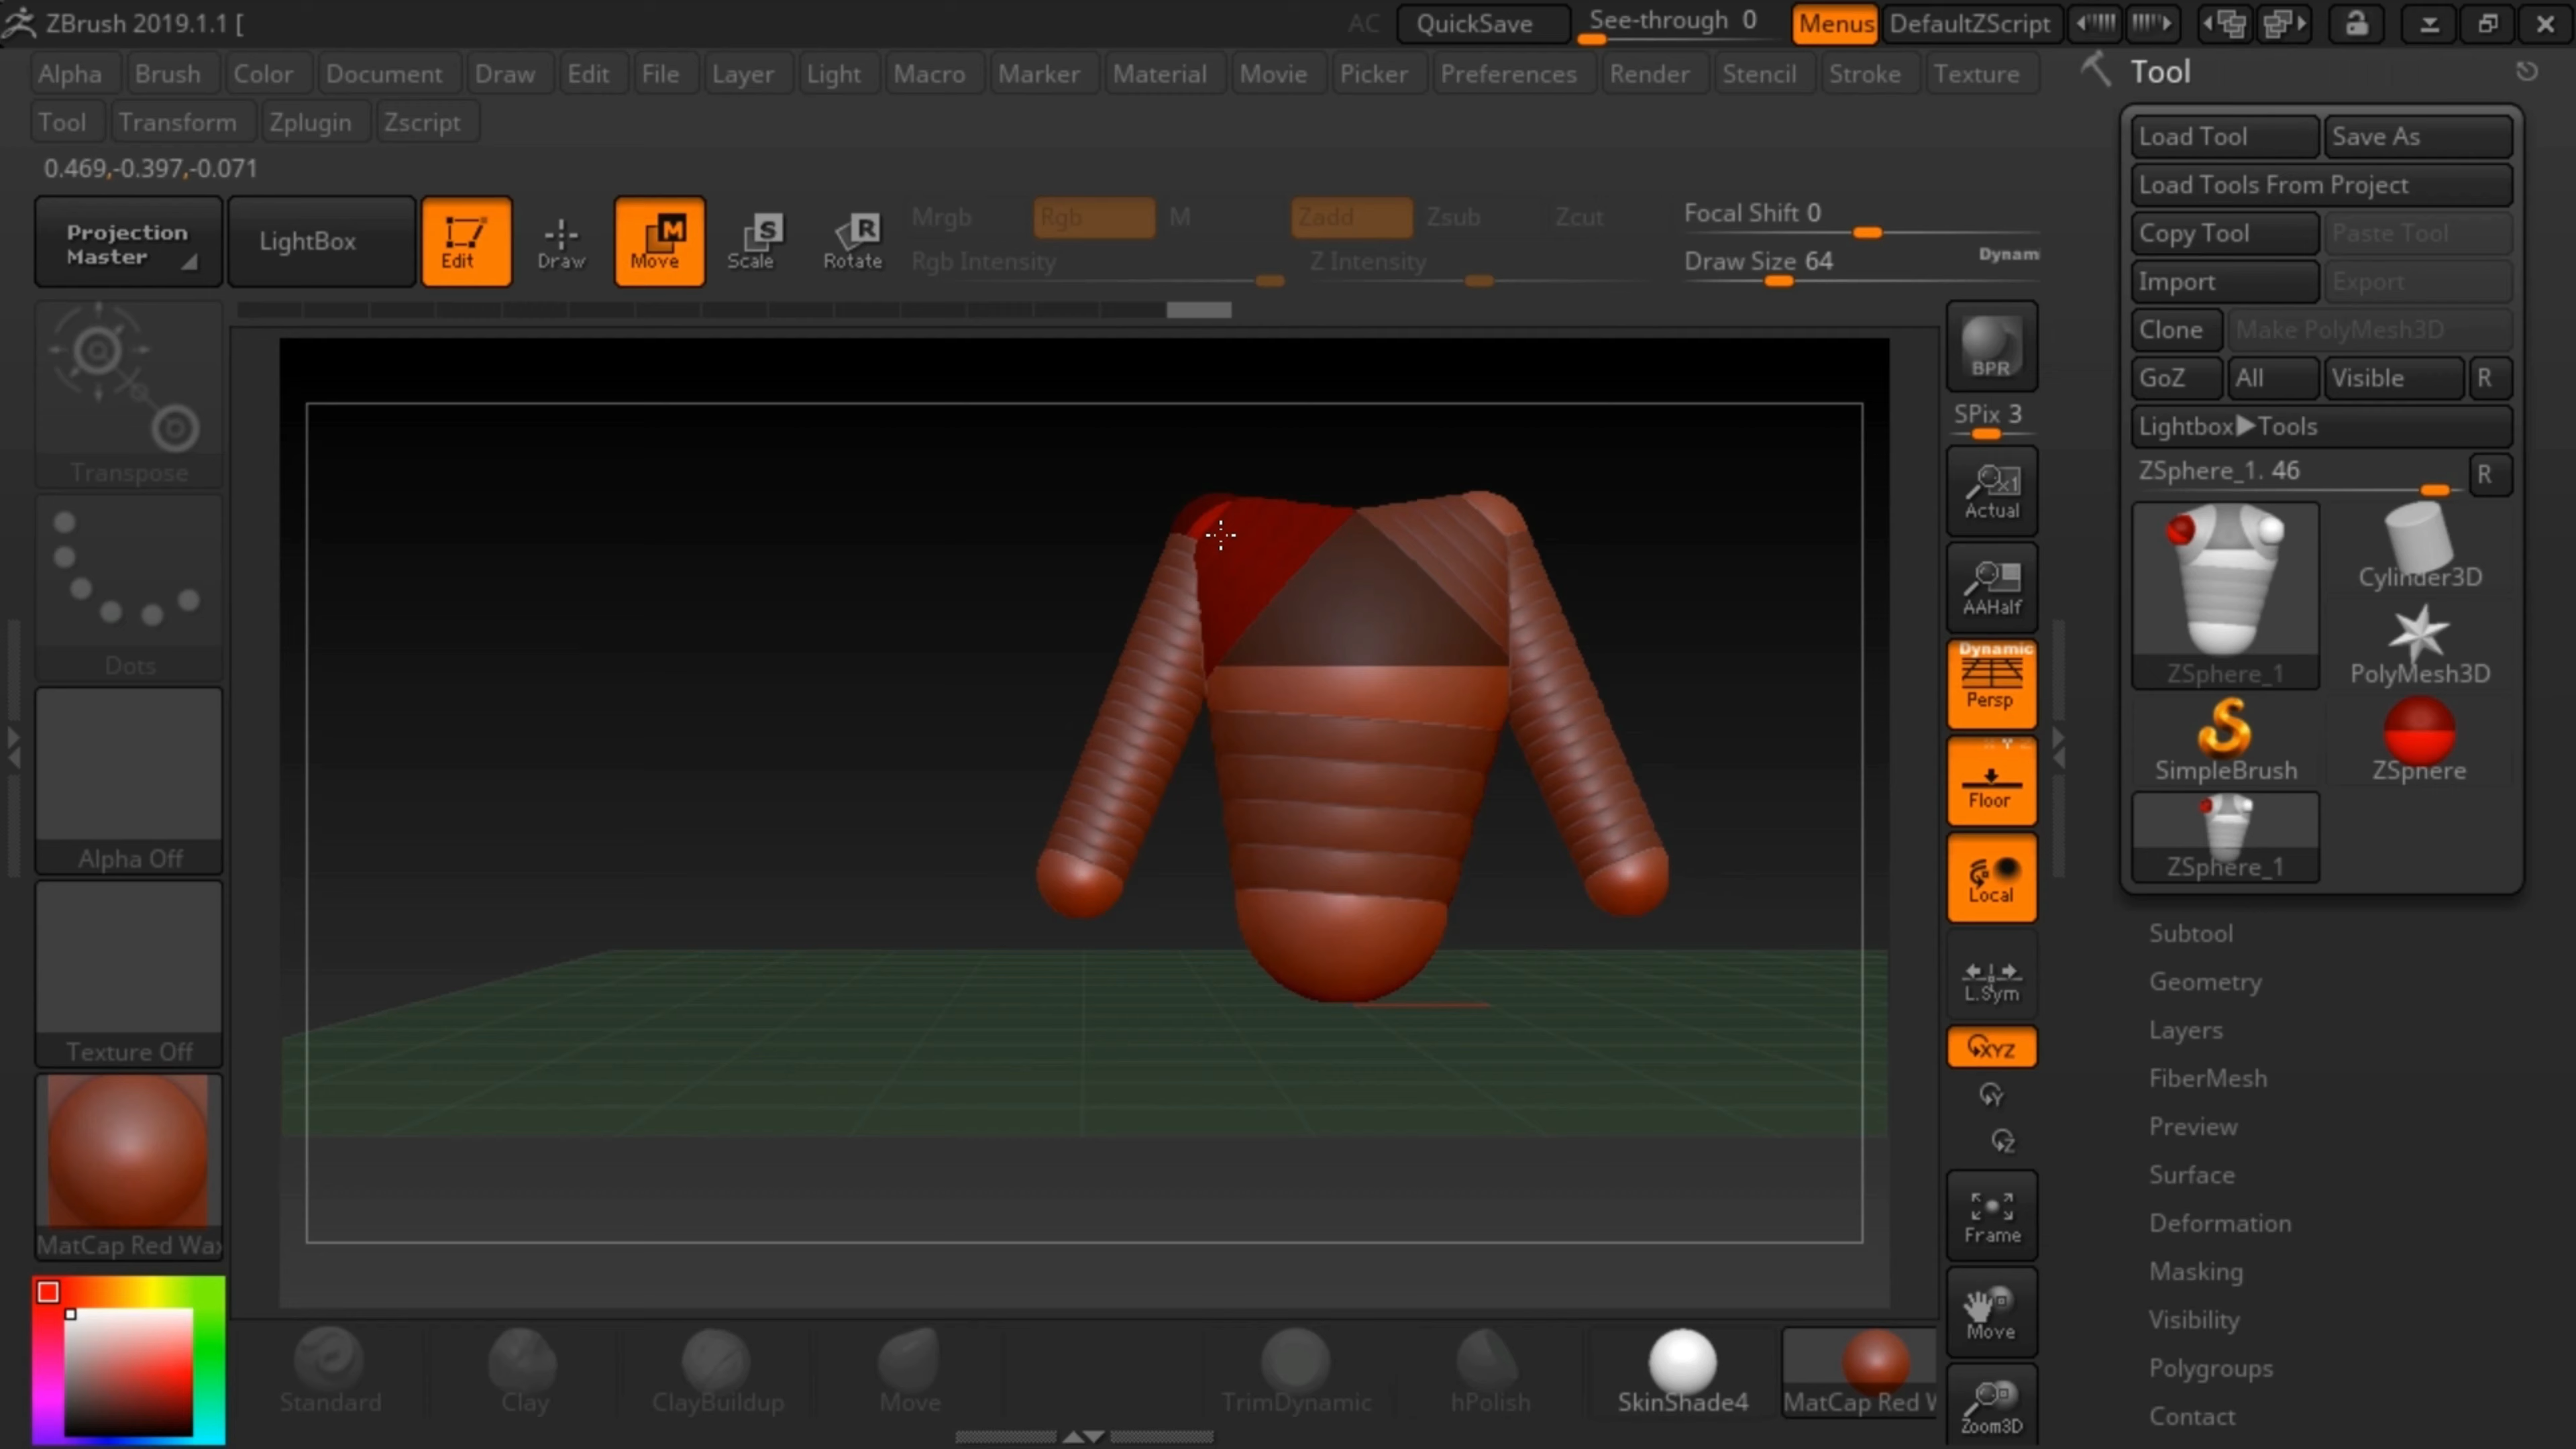 ZBrush 2019.1.1 [
AC QuickSave See-through 0 Menus DefaultZScript
Alpha Brush Color Document Draw Edit File Layer Light Macro Marker Material Movie Picker Preferences Render Stencil Stroke Texture
Tool Transform Zplugin Zscript
0.469,-0.397,-0.071
Projection Master
LightBox
Edit
Draw
M
Move
S
Scale
R
Rotate
Mrgb Rgb M Zadd Zsub Zcut
Rgb Intensity Z Intensity
Focal Shift 0
Draw Size 64 Dynam
Transpose
Dots
Alpha Off
Texture Off
MatCap Red Wax
Standard Clay ClayBuildup Move TrimDynamic hPolish SkinShade4 MatCap Red W
BPR
SPix 3
x1
Actual
AAHalf
Dynamic
Persp
Floor
Local
L.Sym
XYZ
Y
Z
Frame
Move
Zoom3D
Tool
Load Tool Save As
Load Tools From Project
Copy Tool Paste Tool
Import Export
Clone Make PolyMesh3D
GoZ All Visible R
Lightbox▶Tools
ZSphere_1. 46 R
ZSphere_1 Cylinder3D
PolyMesh3D
SimpleBrush ZSphere
ZSphere_1
Subtool
Geometry
Layers
FiberMesh
Preview
Surface
Deformation
Masking
Visibility
Polygroups
Contact